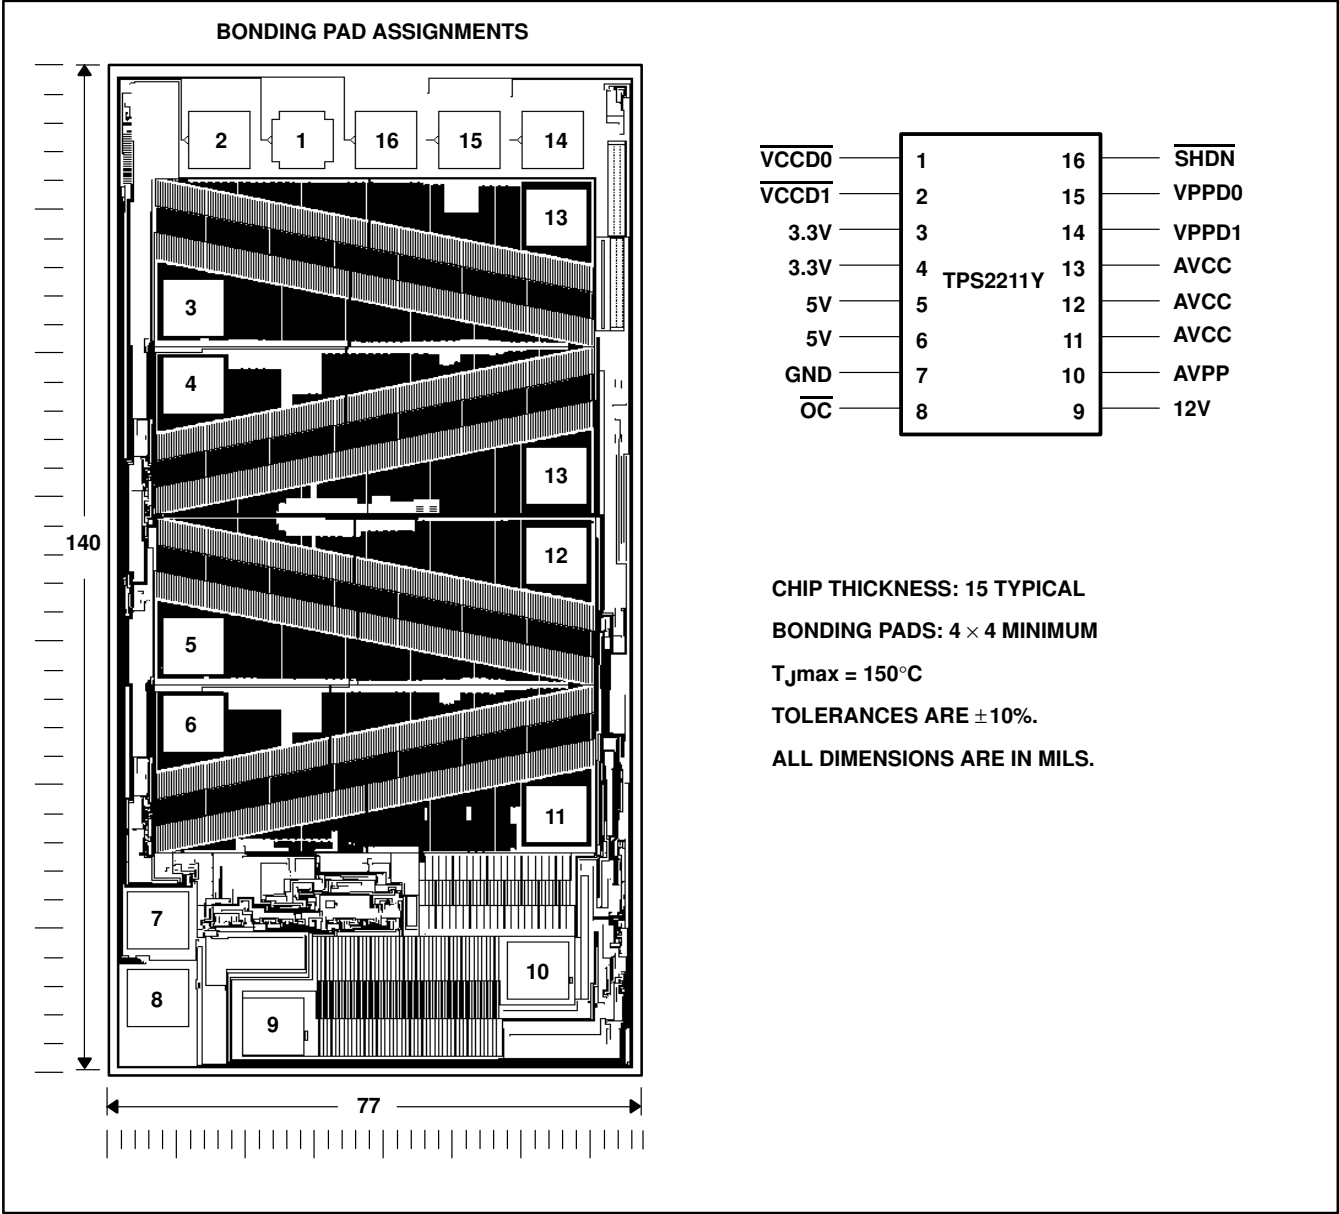 BONDING PAD ASSIGNMENTS
2 1 16 15 14
13
3
4
13
12
5
6
11
7
10
8
9
140
77
VCCD0 1 16 SHDN
VCCD1 2 15 VPPD0
3.3V 3 14 VPPD1
3.3V 4 13 AVCC
TPS2211Y
5V 5 12 AVCC
5V 6 11 AVCC
GND 7 10 AVPP
OC 8 9 12V
CHIP THICKNESS: 15 TYPICAL
BONDING PADS: 4 × 4 MINIMUM
TJmax = 150°C
TOLERANCES ARE ±10%.
ALL DIMENSIONS ARE IN MILS.